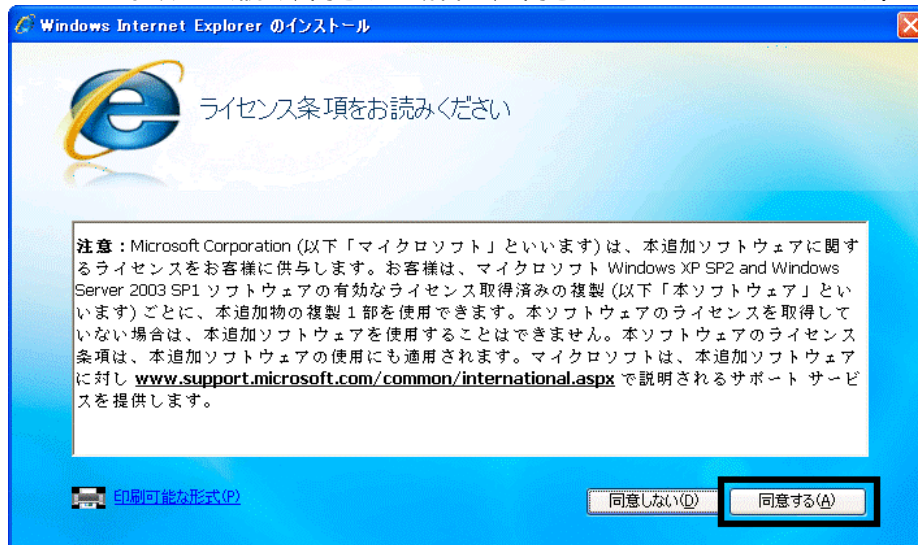 Windows Internet Explorer のインストール
ライセンス条項をお読みください
注意:Microsoft Corporation (以下「マイクロソフト」といいます) は、本追加ソフトウェアに関す
るライセンスをお客様に供与します。お客様は、マイクロソフト Windows XP SP2 and Windows
Server 2003 SP1 ソフトウェアの有効なライセンス取得済みの複製 (以下「本ソフトウェア」とい
います) ごとに、本追加物の複製 1 部を使用できます。本ソフトウェアのライセンスを取得して
いない場合は、本追加ソフトウェアを使用することはできません。本ソフトウェアのライセンス
条項は、本追加ソフトウェアの使用にも適用されます。マイクロソフトは、本追加ソフトウェア
に対し www.support.microsoft.com/common/international.aspx で説明されるサポート サービ
スを提供します。
印刷可能な形式(P)
同意しない(D)
同意する(A)